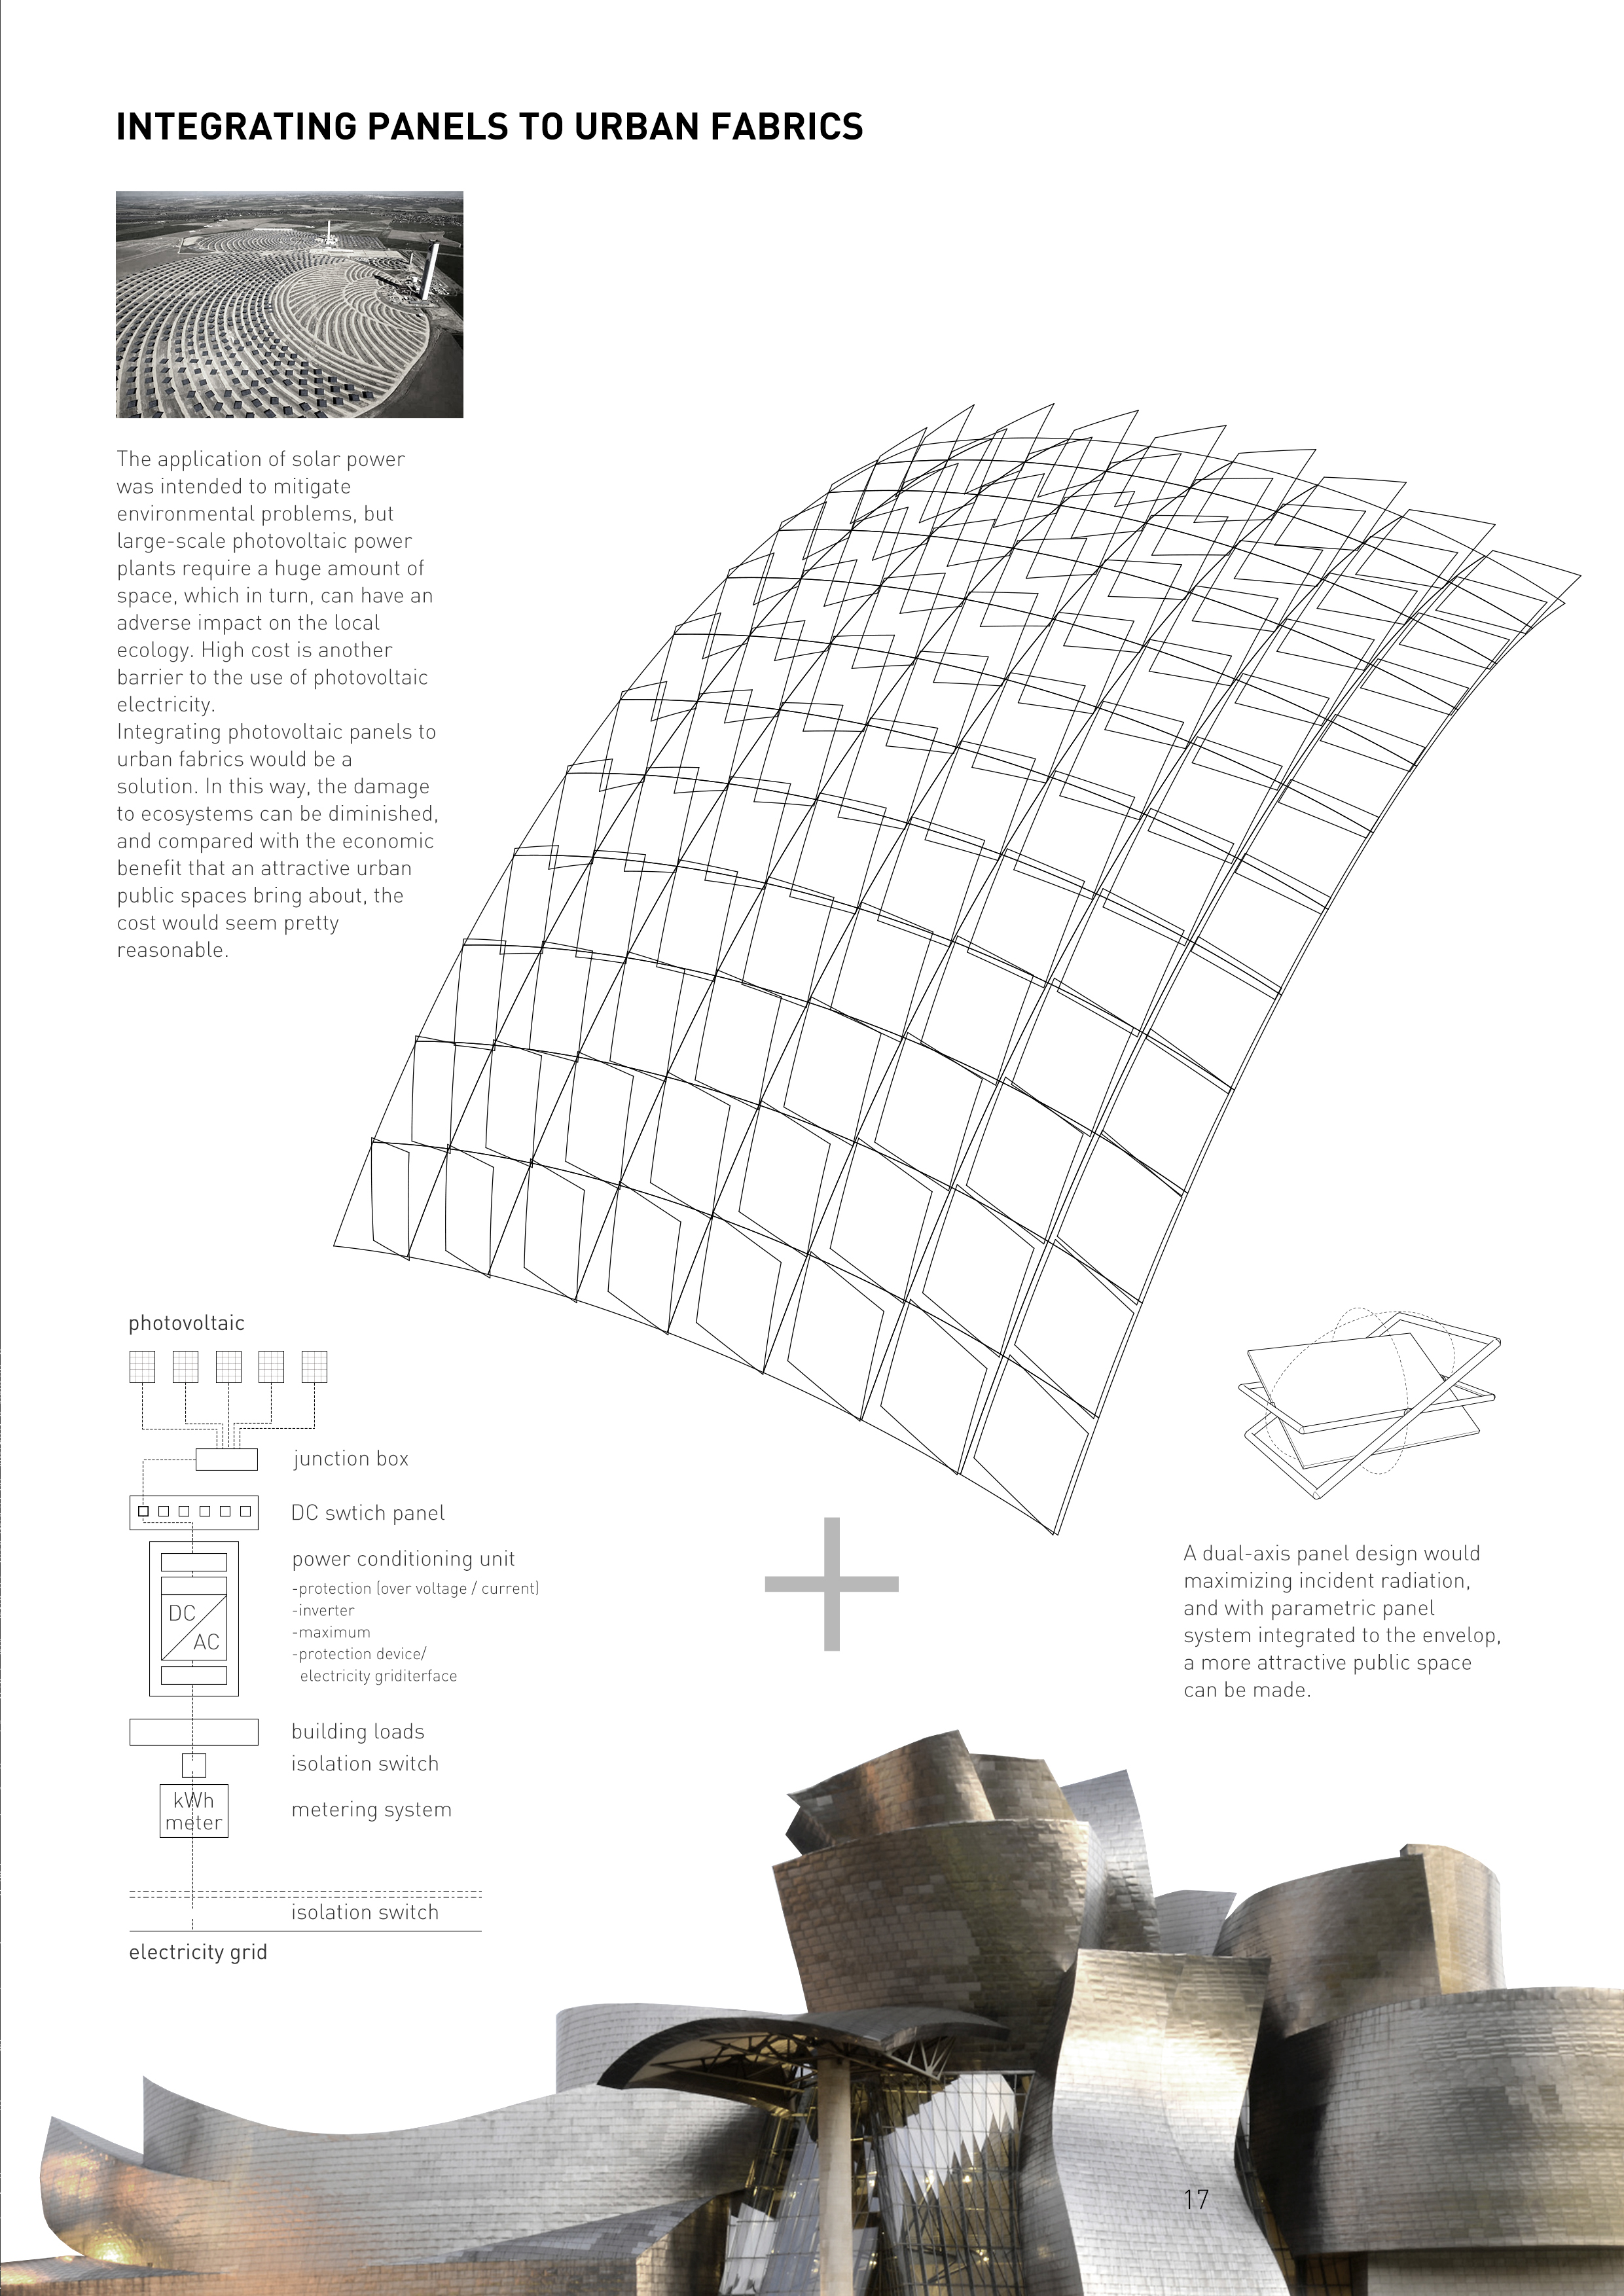 INTEGRATING PANELS TO URBAN FABRICS
The application of solar power
was intended to mitigate
environmental problems, but
large-scale photovoltaic power
plants require a huge amount of
space, which in turn, can have an
adverse impact on the local
ecology. High cost is another
barrier to the use of photovoltaic
electricity.
Integrating photovoltaic panels to
urban fabrics would be a
solution. In this way, the damage
to ecosystems can be diminished,
and compared with the economic
benefit that an attractive urban
public spaces bring about, the
cost would seem pretty
reasonable.
photovoltaic
junction box
DC swtich panel
power conditioning unit
-protection (over voltage / current)
-inverter
-maximum
-protection device/
electricity griditerface
DC
AC
building loads
isolation switch
kWh
meter
metering system
isolation switch
electricity grid
A dual-axis panel design would
maximizing incident radiation,
and with parametric panel
system integrated to the envelop,
a more attractive public space
can be made.
17